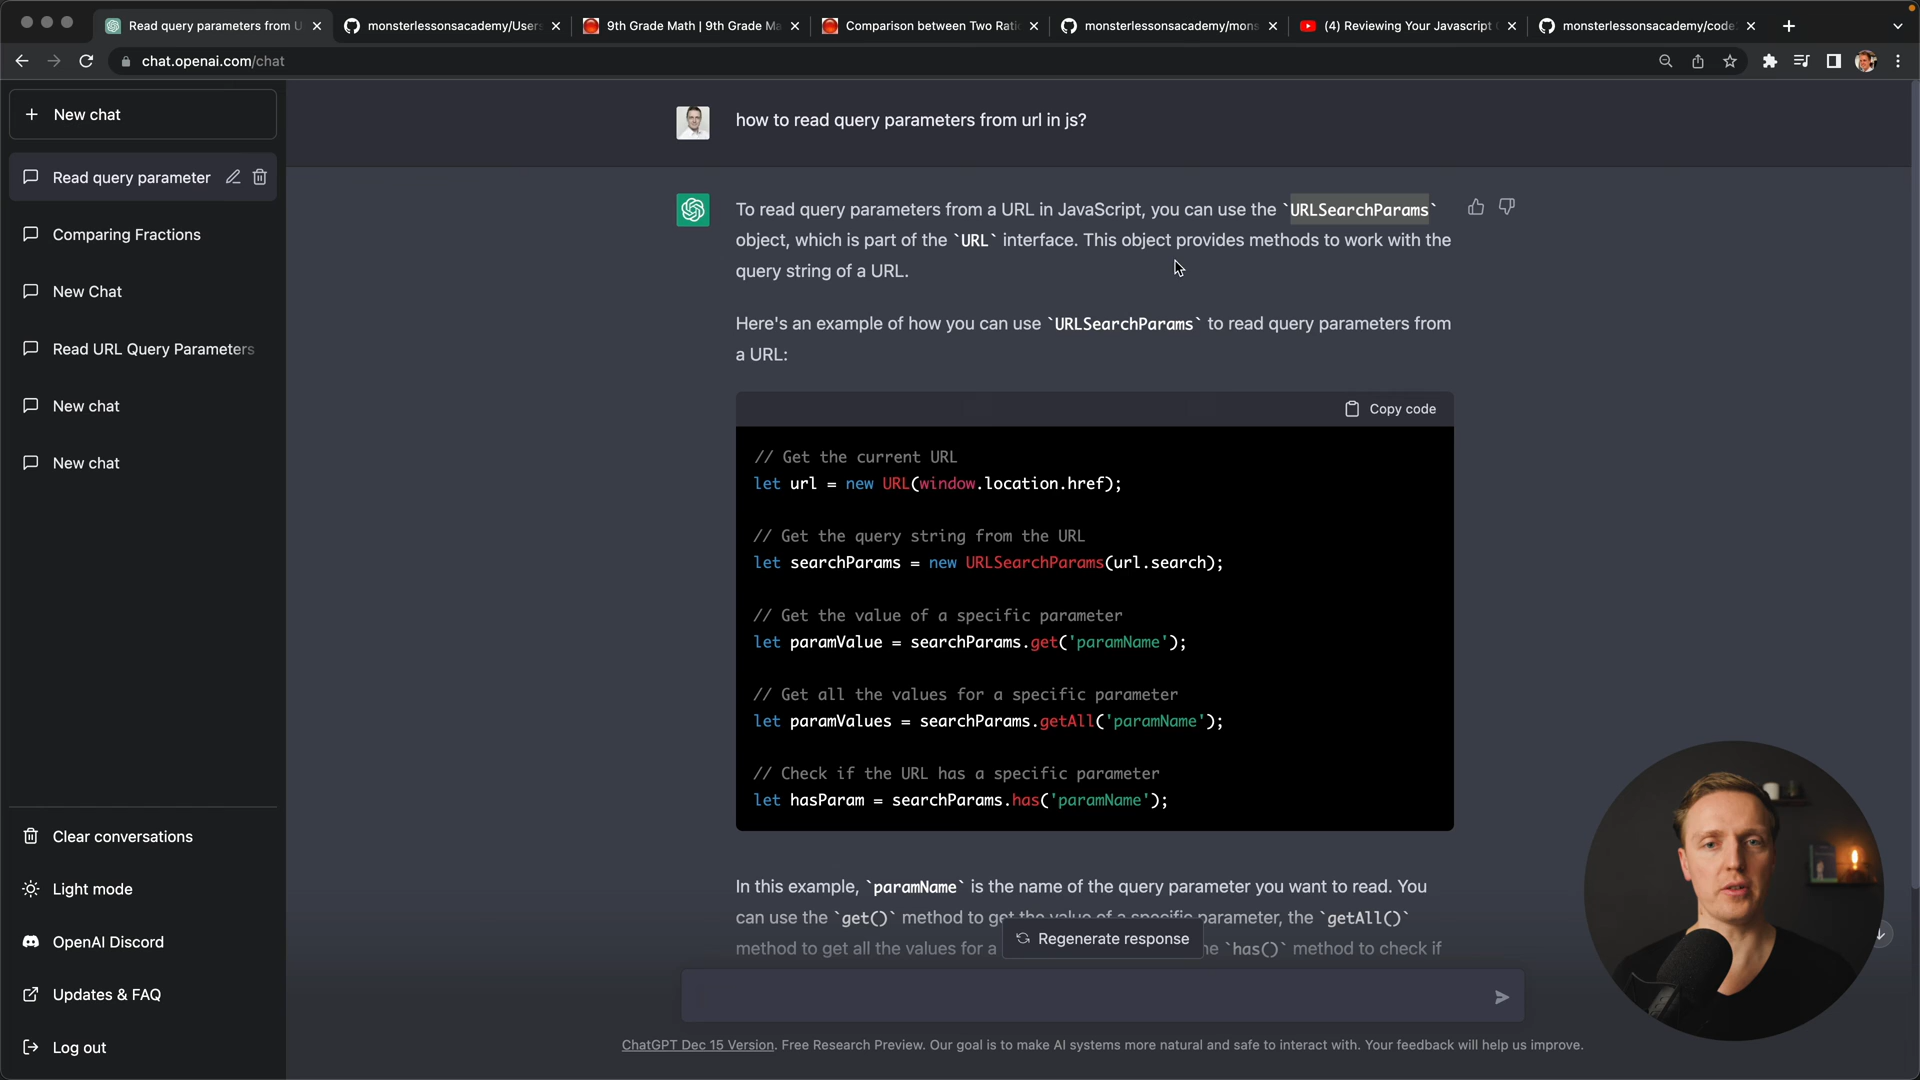 Read query parameters from U
monsterlessonsacademy/Users
9th Grade Math | 9th Grade Ma
Comparison between Two Rati
monsterlessonsacademy/mons
(4) Reviewing Your Javascript
monsterlessonsacademy/code
chat.openai.com/chat
New chat
Read query parameter
Comparing Fractions
New Chat
Read URL Query Parameters
New chat
New chat
Clear conversations
Light mode
OpenAI Discord
Updates & FAQ
Log out
how to read query parameters from url in js?
To read query parameters from a URL in JavaScript, you can use the `URLSearchParams`
object, which is part of the `URL` interface. This object provides methods to work with the
query string of a URL.
Here's an example of how you can use `URLSearchParams` to read query parameters from
a URL:
Copy code
// Get the current URL
let url = new URL(window.location.href);
// Get the query string from the URL
let searchParams = new URLSearchParams(url.search);
// Get the value of a specific parameter
let paramValue = searchParams.get('paramName');
// Get all the values for a specific parameter
let paramValues = searchParams.getAll('paramName');
// Check if the URL has a specific parameter
let hasParam = searchParams.has('paramName');
In this example, `paramName` is the name of the query parameter you want to read. You
can use the `get()` method to get the value of a specific parameter, the `getAll()`
method to get all the values for a he `has()` method to check if
Regenerate response
ChatGPT Dec 15 Version. Free Research Preview. Our goal is to make AI systems more natural and safe to interact with. Your feedback will help us improve.